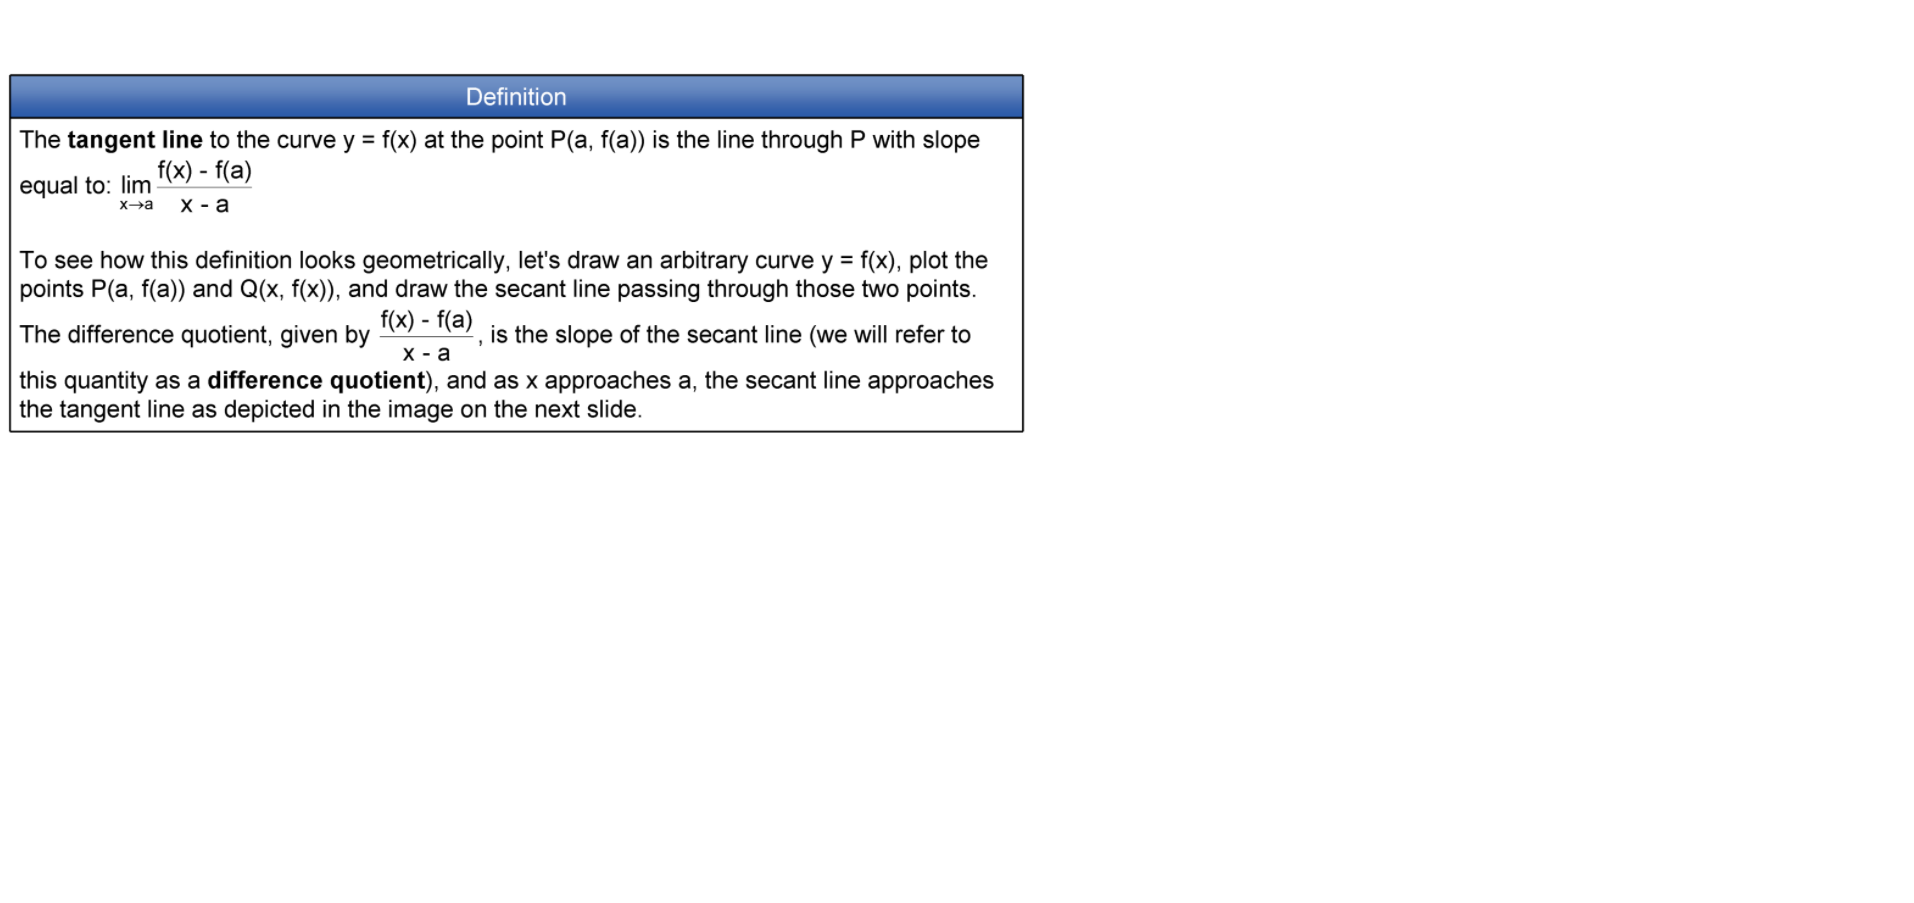 Definition
The tangent line to the curve y = f(x) at the point P(a, f(a)) is the line through P with slope
equal to: lim x→a f(x) - f(a) / x - a
To see how this definition looks geometrically, let's draw an arbitrary curve y = f(x), plot the
points P(a, f(a)) and Q(x, f(x)), and draw the secant line passing through those two points.
The difference quotient, given by f(x) - f(a) / x - a , is the slope of the secant line (we will refer to
this quantity as a difference quotient), and as x approaches a, the secant line approaches
the tangent line as depicted in the image on the next slide.